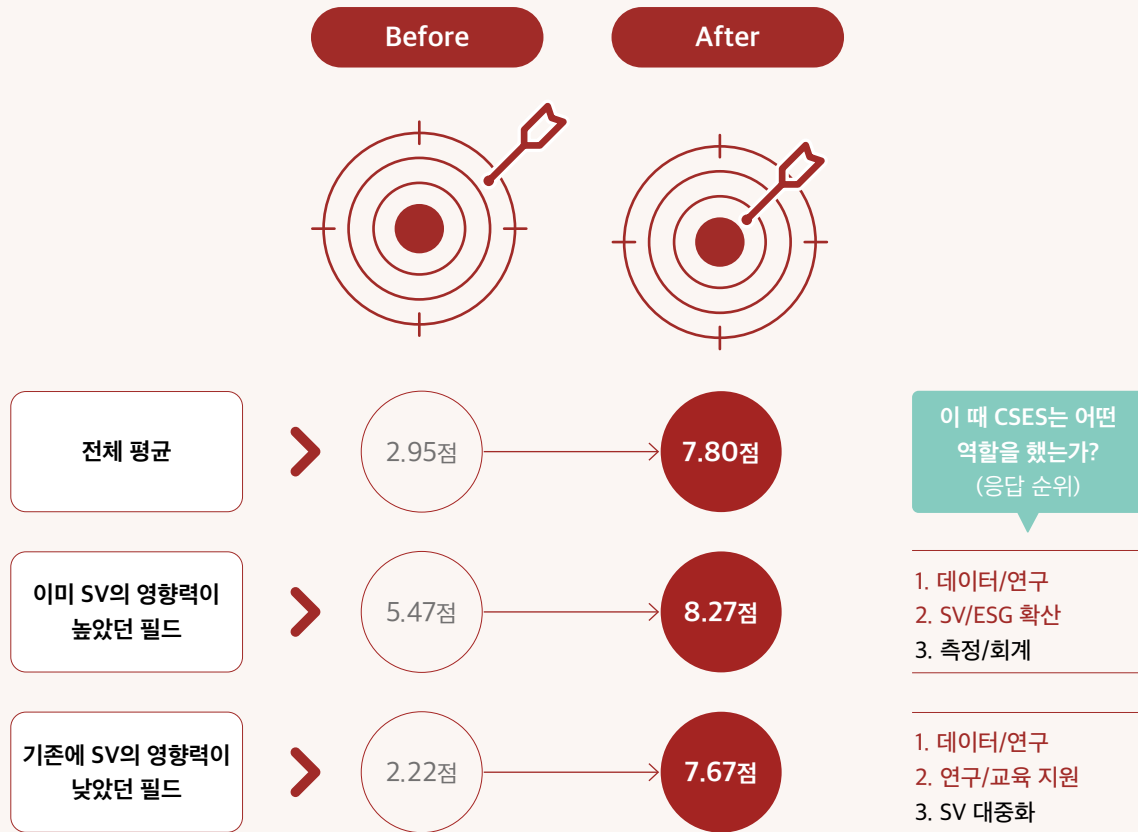 Before
After
전체 평균
2.95점
7.80점
이 때 CSES는 어떤
역할을 했는가?
(응답 순위)
이미 SV의 영향력이
높았던 필드
5.47점
8.27점
1. 데이터/연구
2. SV/ESG 확산
3. 측정/회계
기존에 SV의 영향력이
낮았던 필드
2.22점
7.67점
1. 데이터/연구
2. 연구/교육 지원
3. SV 대중화